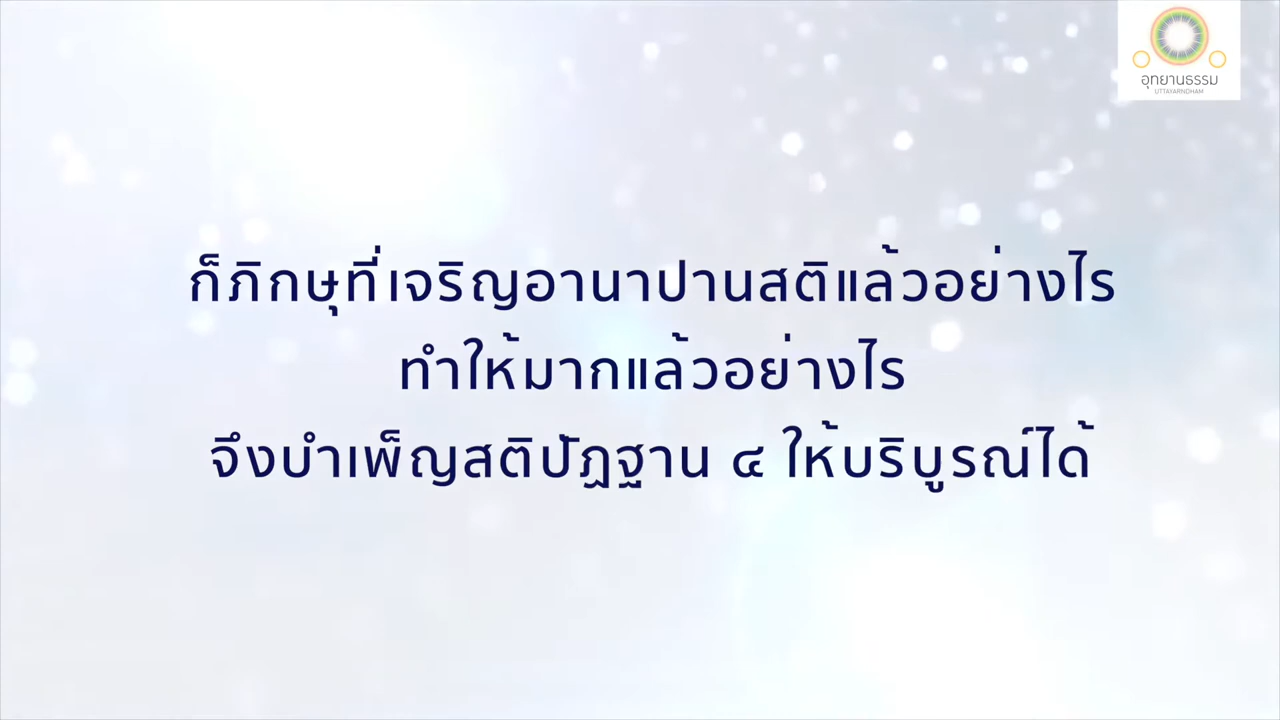 อุทยานธรรม
UTTAYARNDHAM
ก็ภิกษุที่เจริญอานาปานสติแล้วอย่างไร
ทำให้มากแล้วอย่างไร
จึงบำเพ็ญสติปัฏฐาน ๔ ให้บริบูรณ์ได้